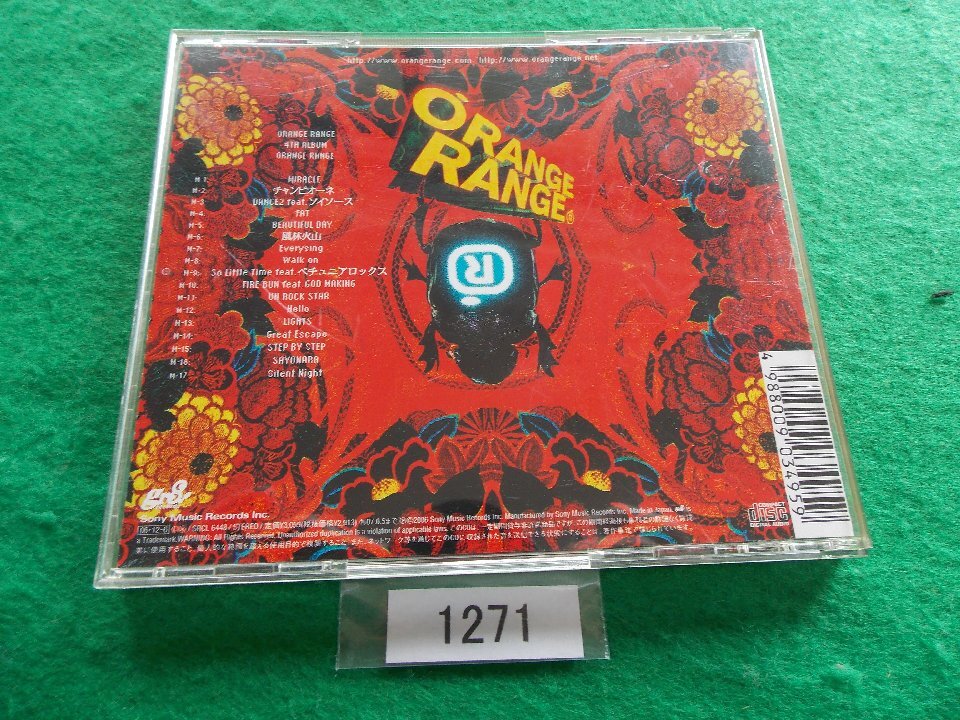 http://www.orangerange.com http://www.orangerange.net
ORANGE
RANGE
ORANGE RANGE
4TH ALBUM
ORANGE RANGE
M-1: MIRACLE
M-2: チャンピオーネ
M-3: DANCE2 feat.ソイソース
M-4: FAT
M-5: BEAUTIFUL DAY
M-6: 風林火山
M-7: Everysing
M-8: Walk on
M-9: So Little Time feat.ペチュニアロックス
M-10: FIRE BUN feat.GOD MAKING
M-11: UN ROCK STAR
M-12: Hello
M-13: LIGHTS
M-14: Great Escape
M-15: STEP BY STEP
M-16: SAYONARA
M-17: Silent Night
R
4 988009 034959
Sony Music Records Inc.
COMPACT
disc
DIGITAL AUDIO
1271